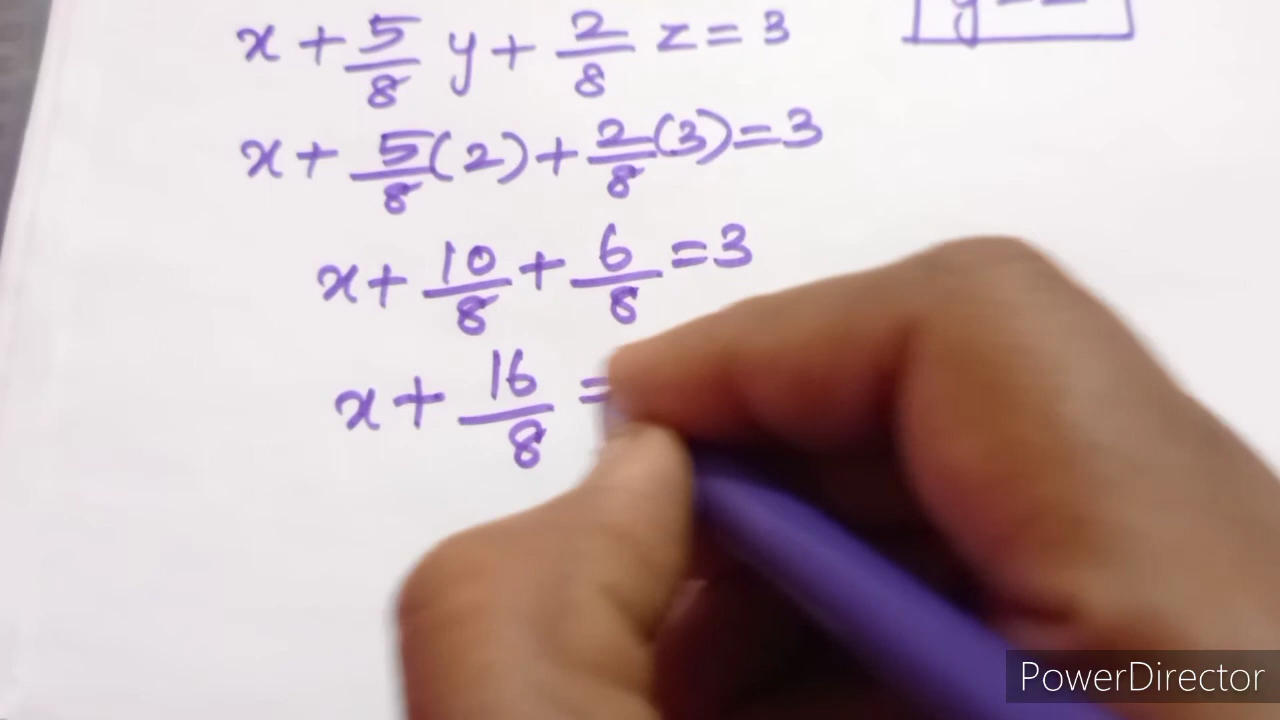 x + 5/8 y + 2/8 z = 3
x + 5/8 (2) + 2/8 (3) = 3
x + 10/8 + 6/8 = 3
x + 16/8 =
PowerDirector